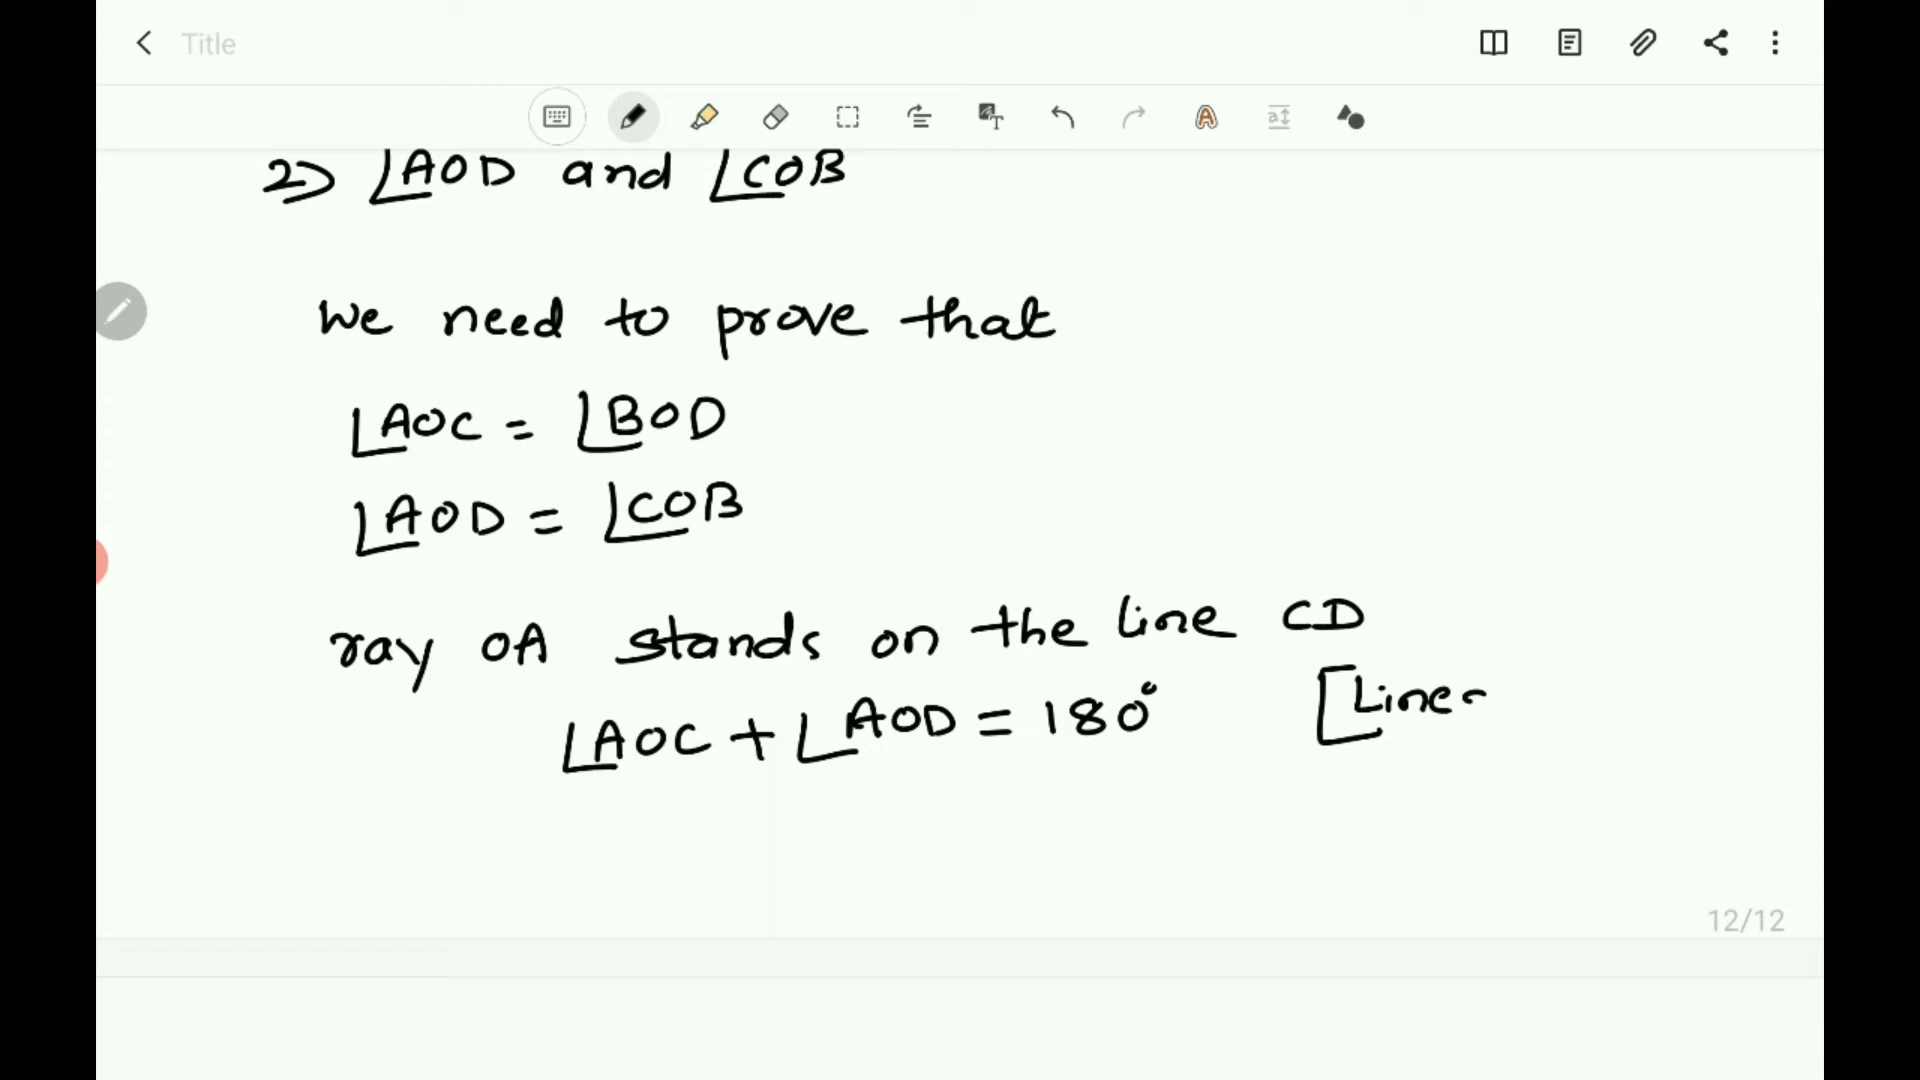 Title
2) ∠AOD and ∠COB
We need to prove that
∠AOC = ∠BOD
∠AOD = ∠COB
ray OA stands on the line CD
∠AOC + ∠AOD = 180° [Line
12/12